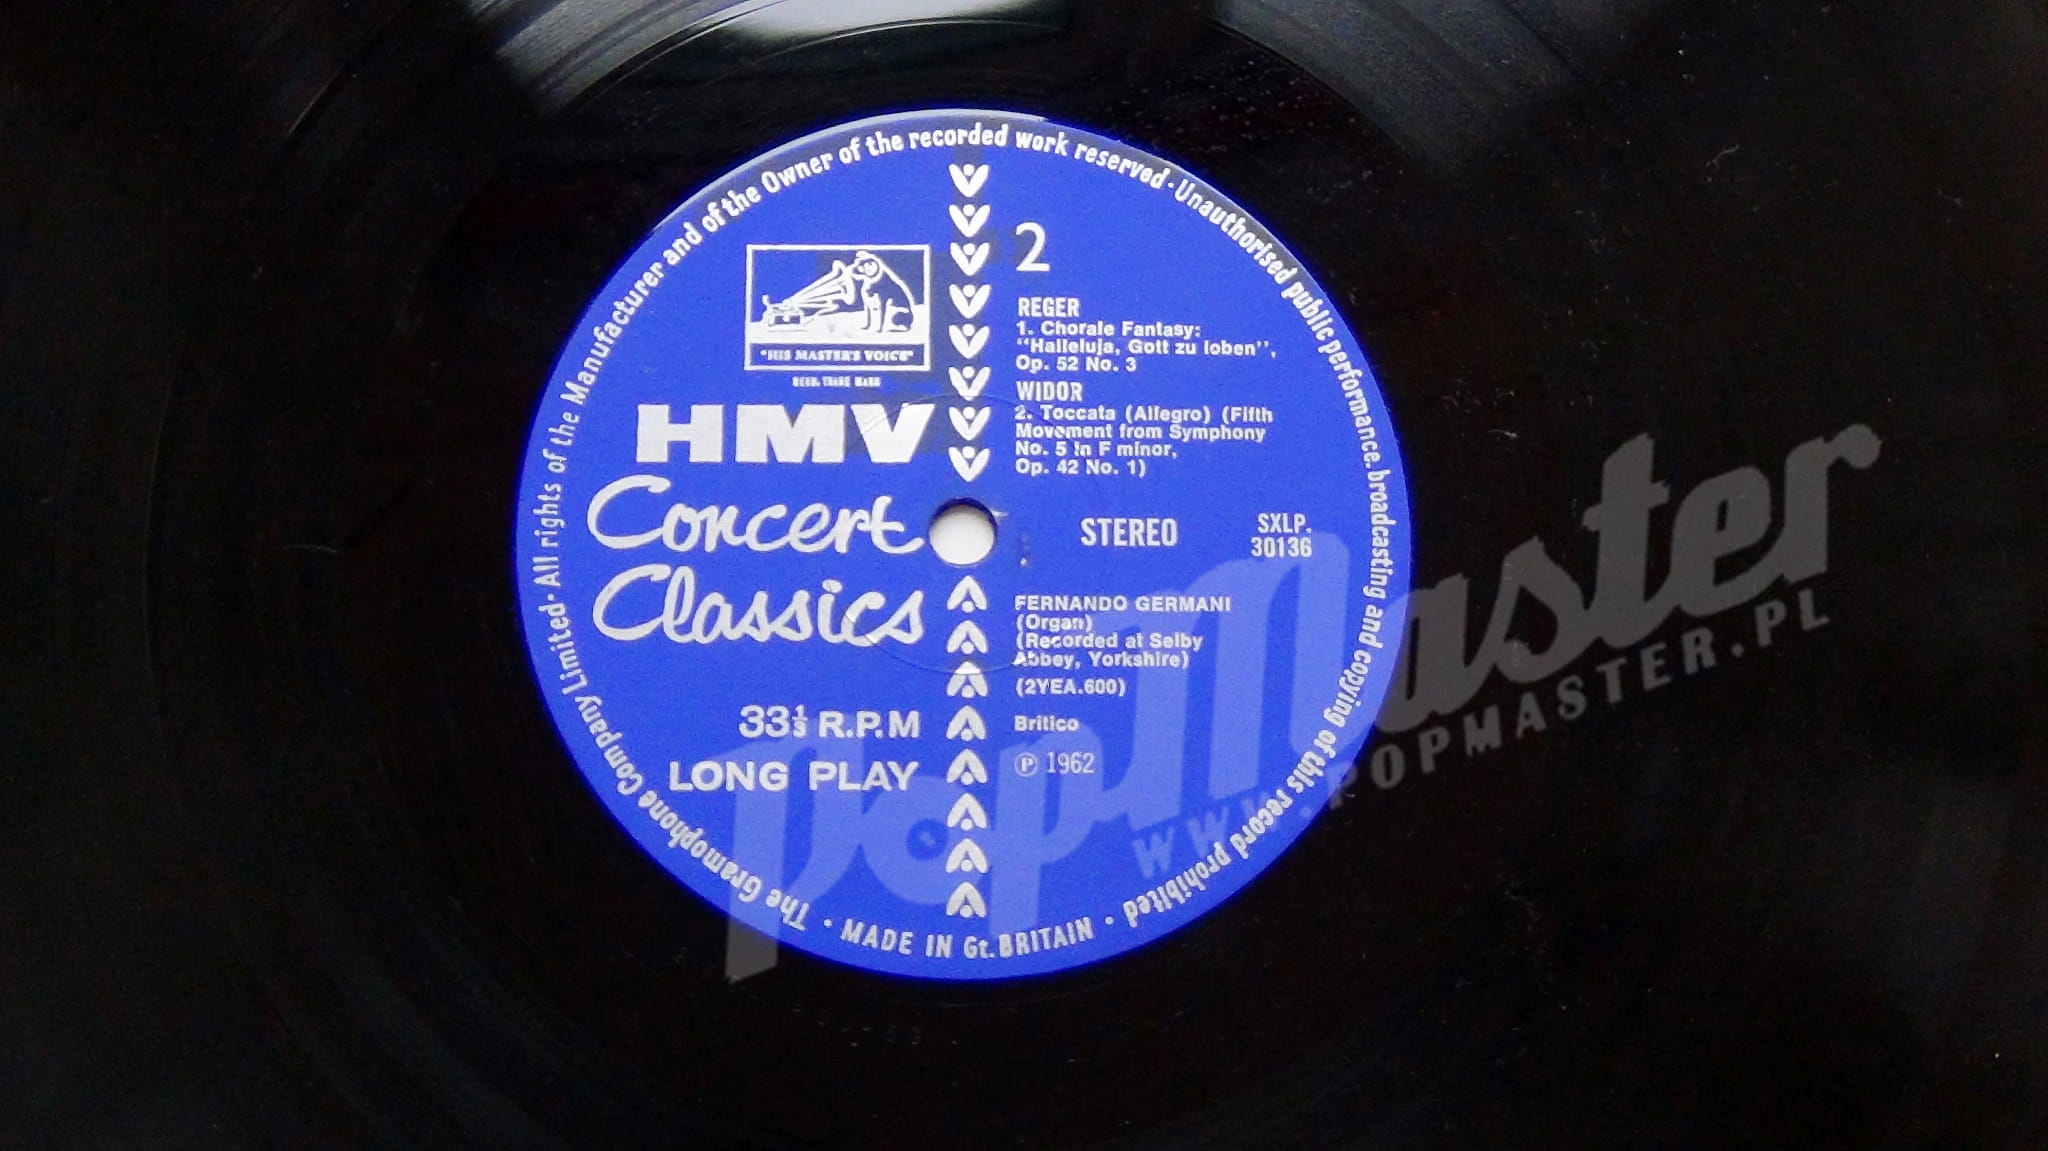 The Gramophone Company Limited · All rights of the Manufacturer and of the Owner of the recorded work reserved · Unauthorised public performance, broadcasting and copying of this record prohibited ·
MADE IN Gt. BRITAIN ·
"HIS MASTER'S VOICE"
REGD. TRADE MARK
HMV
Concert
Classics
33⅓ R.P.M
LONG PLAY
2
REGER
1. Chorale Fantasy:
"Halleluja, Gott zu loben",
Op. 52 No. 3
WIDOR
2. Toccata (Allegro) (Fifth
Movement from Symphony
No. 5 in F minor,
Op. 42 No. 1)
STEREO
SXLP.
30136
FERNANDO GERMANI
(Organ)
(Recorded at Selby
Abbey, Yorkshire)
(2YEA.600)
Britico
℗ 1962
PopMaster
WWW.POPMASTER.PL